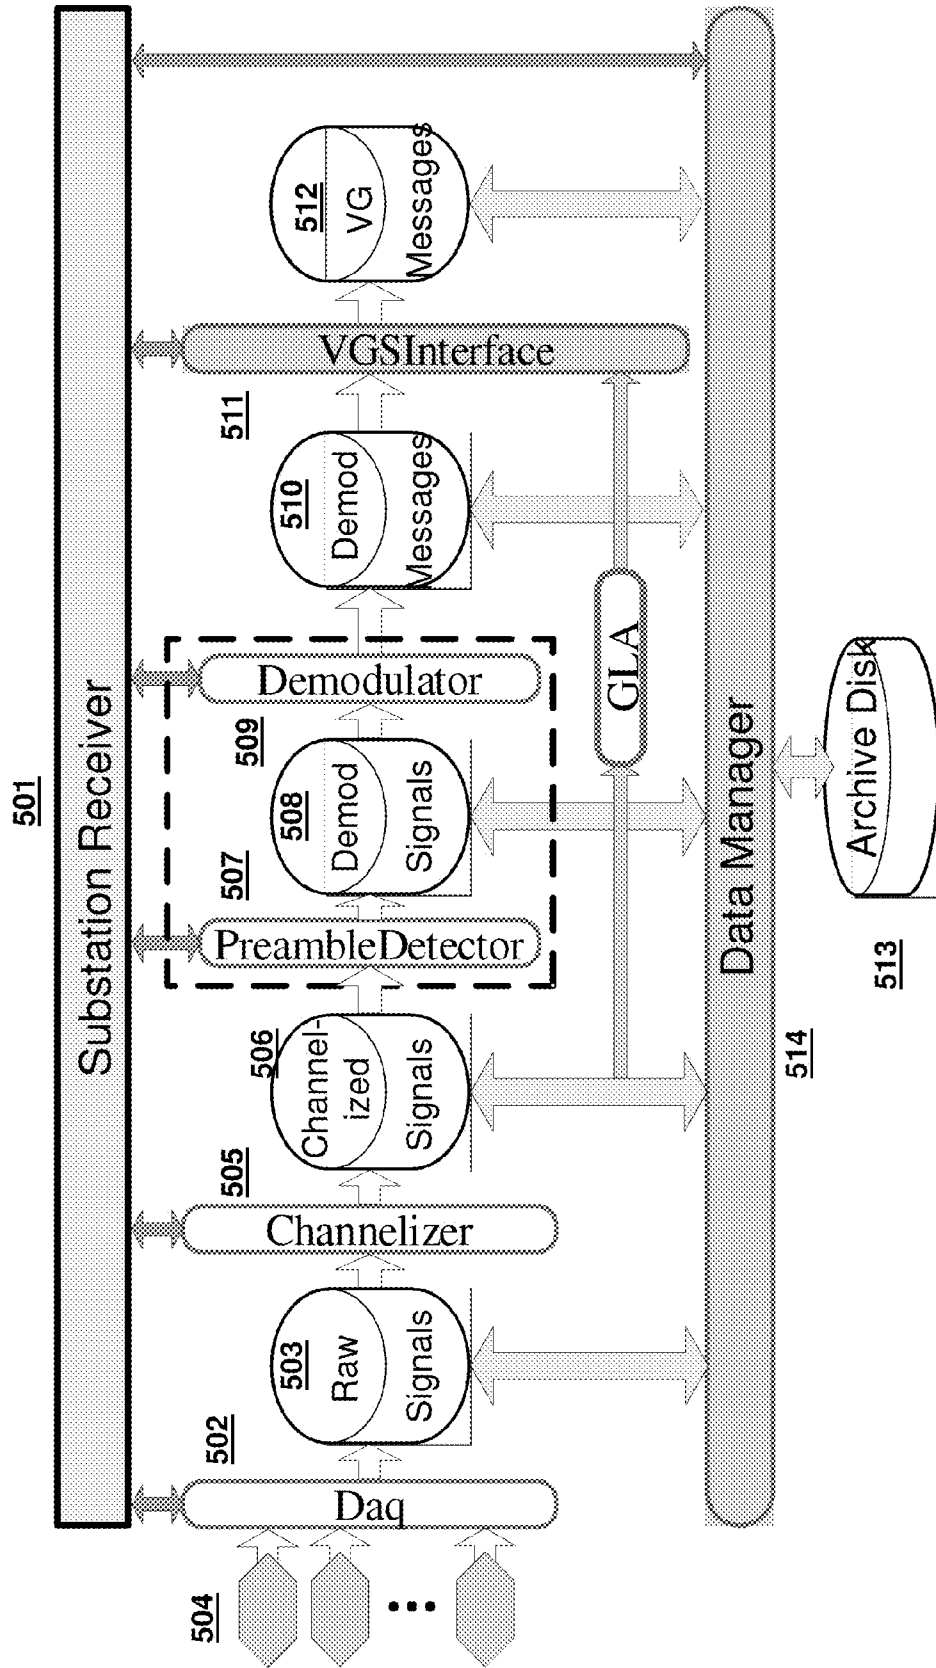 501
Substation Receiver
504
Daq
502
503
Raw
Signals
Channelizer
505
506
Channel-
ized
Signals
PreambleDetector
507
508
Demod
Signals
509
Demodulator
510
Demod
Messages
511
VGSInterface
512
VG
Messages
GLA
Data Manager
514
513
Archive Disk